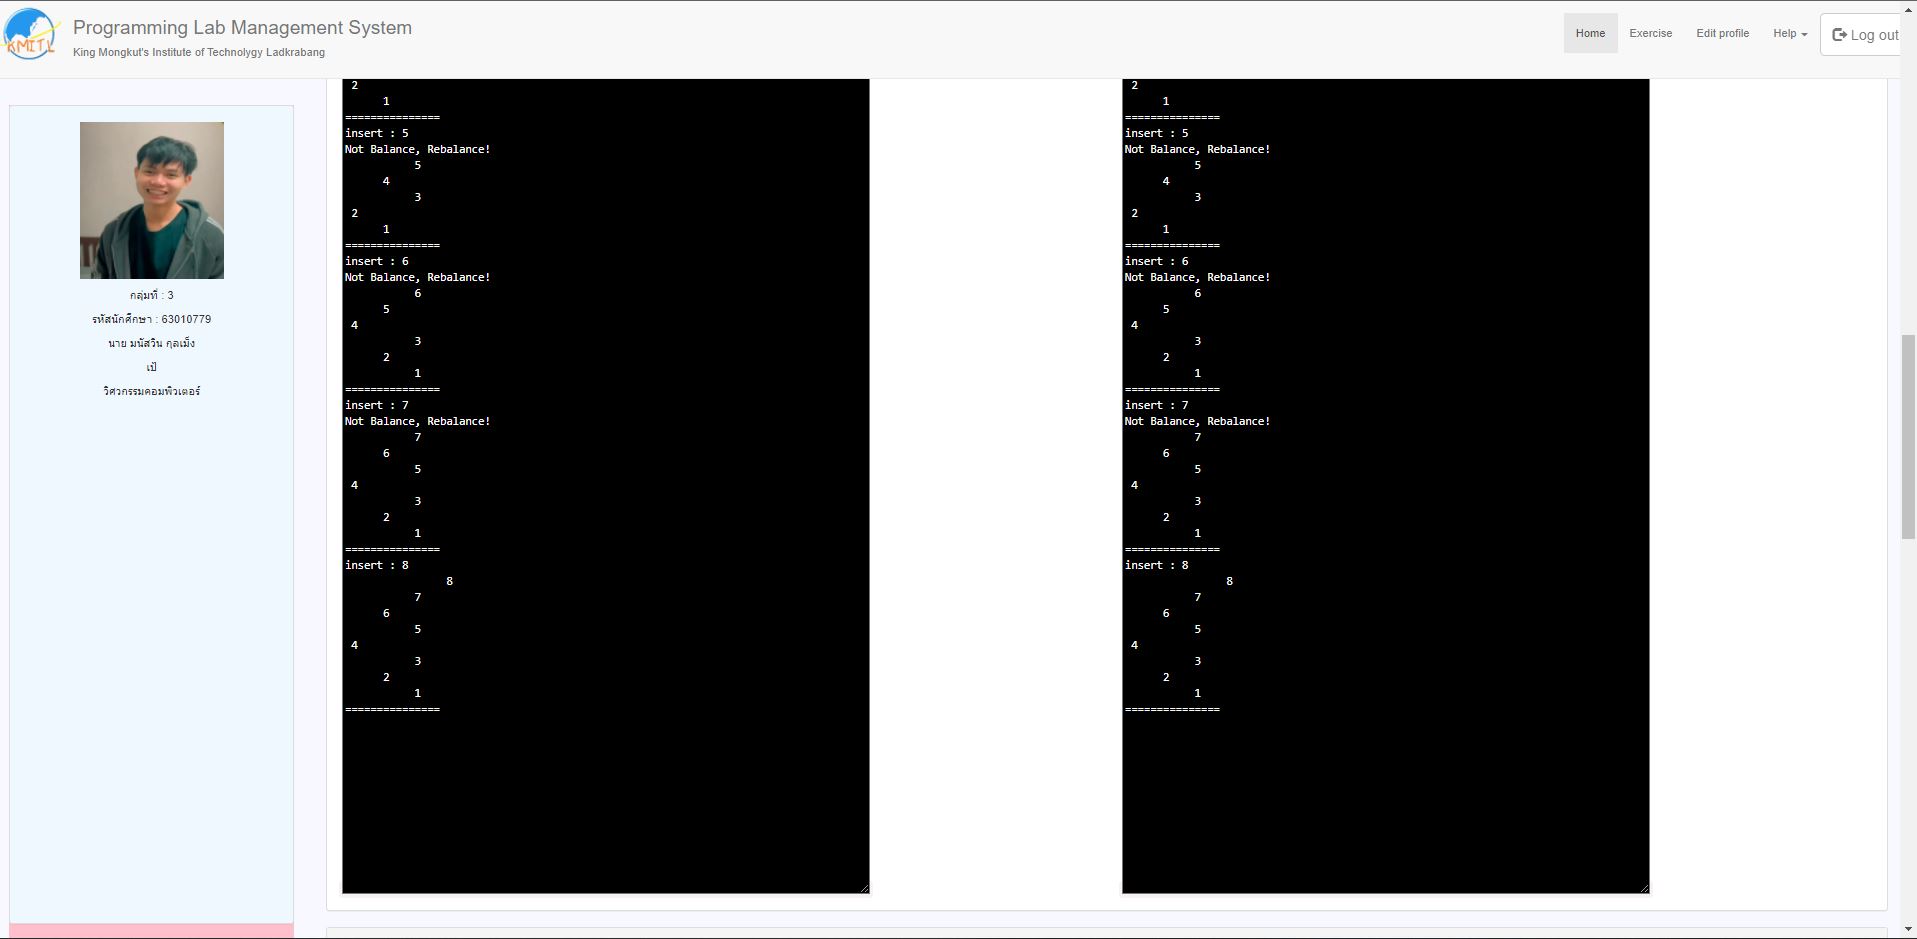 KMITL
Programming Lab Management System
King Mongkut's Institute of Technolygy Ladkrabang
Home Exercise Edit profile Help Log out
กลุ่มที่ : 3
รหัสนักศึกษา : 63010779
นาย มนัสวิน กุลเม็ง
เป้
วิศวกรรมคอมพิวเตอร์
2
1
===============
insert : 5
Not Balance, Rebalance!
5
4
3
2
1
===============
insert : 6
Not Balance, Rebalance!
6
5
4
3
2
1
===============
insert : 7
Not Balance, Rebalance!
7
6
5
4
3
2
1
===============
insert : 8
8
7
6
5
4
3
2
1
===============
2
1
===============
insert : 5
Not Balance, Rebalance!
5
4
3
2
1
===============
insert : 6
Not Balance, Rebalance!
6
5
4
3
2
1
===============
insert : 7
Not Balance, Rebalance!
7
6
5
4
3
2
1
===============
insert : 8
8
7
6
5
4
3
2
1
===============